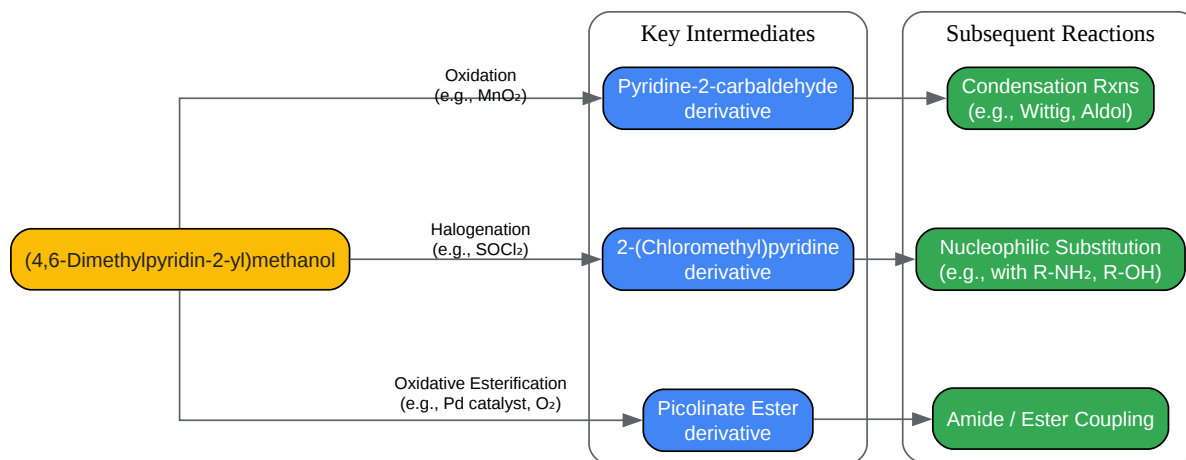 Key Intermediates
Subsequent Reactions
Oxidation
(e.g., MnO₂)
Pyridine-2-carbaldehyde
derivative
Condensation Rxns
(e.g., Wittig, Aldol)
(4,6-Dimethylpyridin-2-yl)methanol
Halogenation
(e.g., SOCl₂)
2-(Chloromethyl)pyridine
derivative
Nucleophilic Substitution
(e.g., with R-NH₂, R-OH)
Oxidative Esterification
(e.g., Pd catalyst, O₂)
Picolinate Ester
derivative
Amide / Ester Coupling